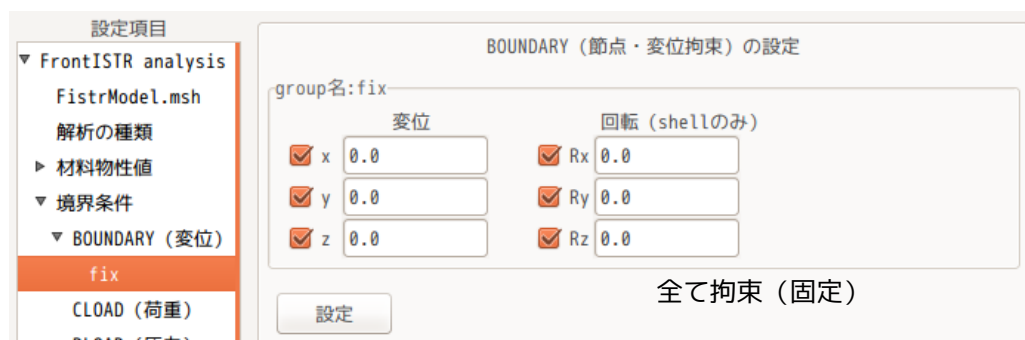 設定項目
FrontISTR analysis
FistrModel.msh
解析の種類
材料物性値
境界条件
BOUNDARY (変位)
fix
CLOAD (荷重)
BOUNDARY (節点・変位拘束) の設定
group名:fix
変位 回転 (shellのみ)
x 0.0 Rx 0.0
y 0.0 Ry 0.0
z 0.0 Rz 0.0
全て拘束（固定）
設定